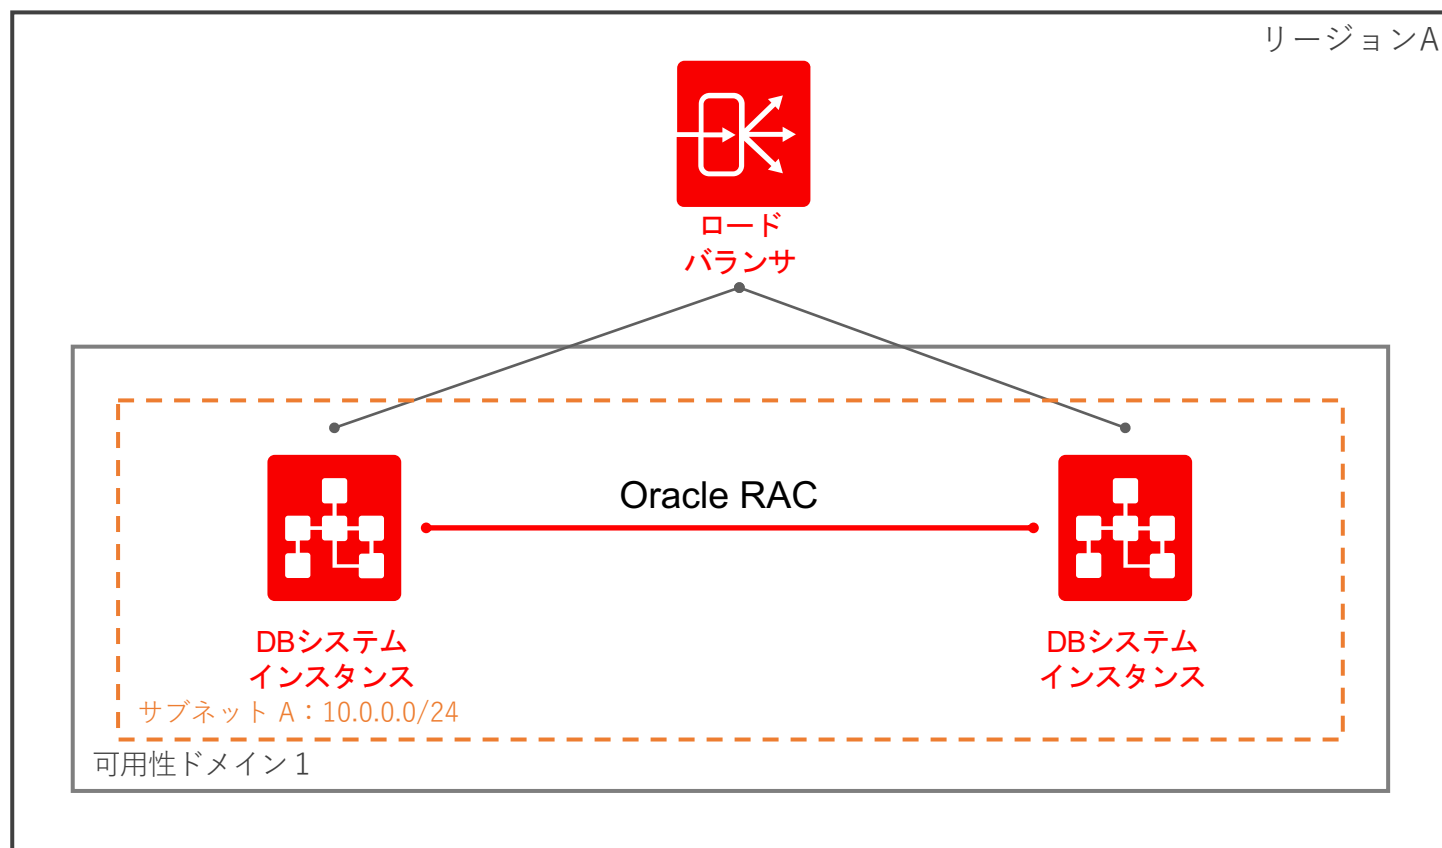 リージョンA
ロード
バランサ
Oracle RAC
DBシステム
インスタンス
DBシステム
インスタンス
サブネット A：10.0.0.0/24
可用性ドメイン 1